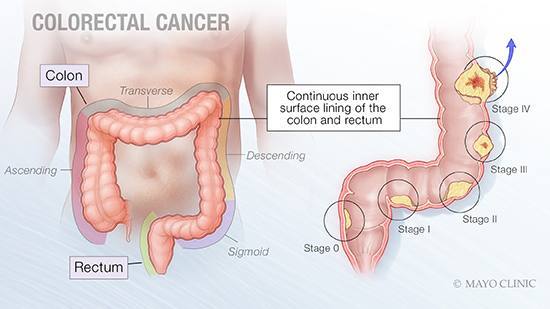 COLORECTAL CANCER
Colon
Transverse
Continuous inner
surface lining of the
colon and rectum
Ascending
Descending
Sigmoid
Rectum
Stage IV
Stage III
Stage II
Stage I
Stage 0
© MAYO CLINIC